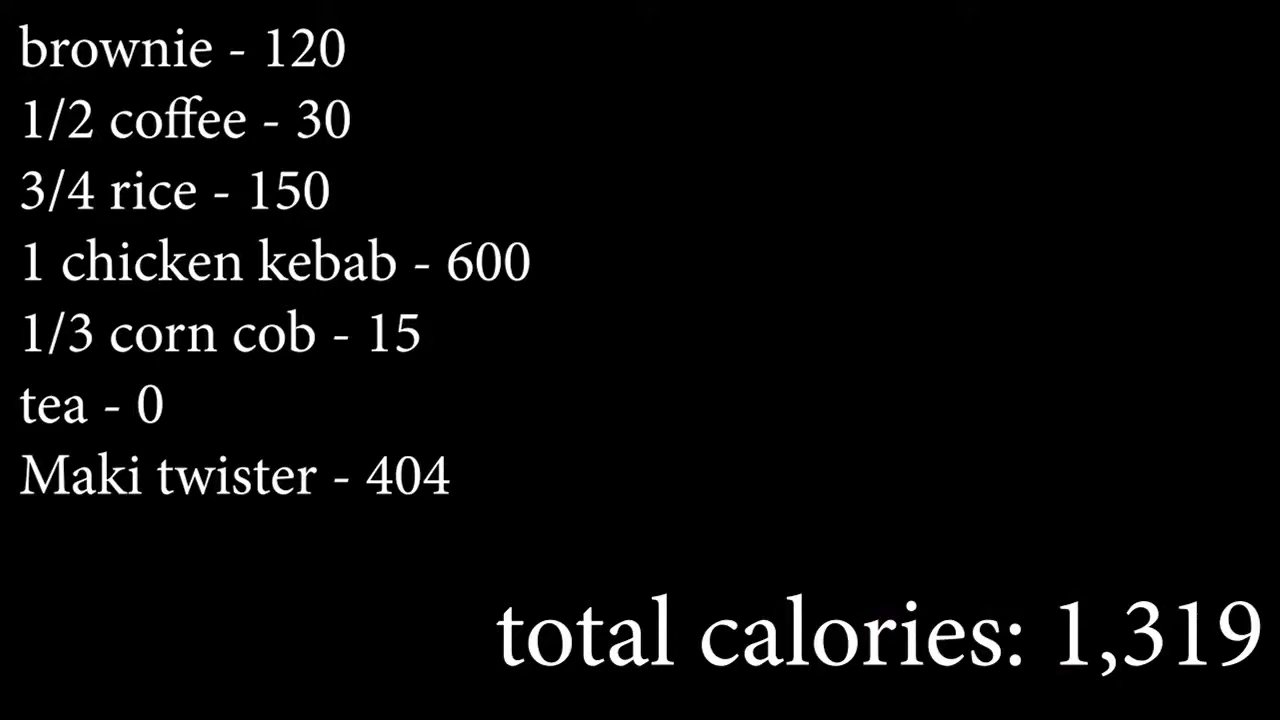 brownie - 120
1/2 coffee - 30
3/4 rice - 150
1 chicken kebab - 600
1/3 corn cob - 15
tea - 0
Maki twister - 404
total calories: 1,319